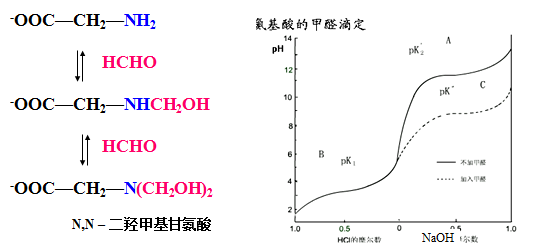 ⁻OOC—CH₂—NH₂
HCHO
⁻OOC—CH₂—NHCH₂OH
HCHO
⁻OOC—CH₂—N(CH₂OH)₂
N,N – 二羟甲基甘氨酸
氨基酸的甲醛滴定
pH
14
12
10
8
6
4
2
A
pK₂'
pK"
C
B
pK₁
不加甲醛
加入甲醛
1.0
0.5
0
0.5
1.0
HCl的摩尔数
NaOH 尔数